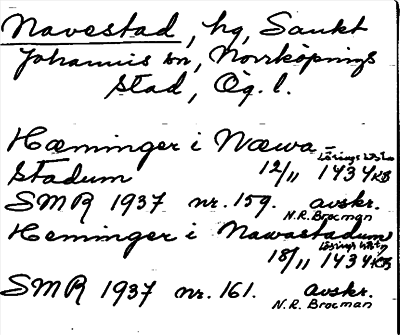 Navestad, hg, Sankt
Johannis sn, Norrköpings
stad, Ög. l.
Hæminger i Næwa-
stadum 12/11 1434 KB
SMR 1937 nr. 159. avskr.
N.R. Brocman
Heminger i Nawastadum
18/11 1434 KB
SMR 1937 nr. 161. avskr.
N.R. Brocman